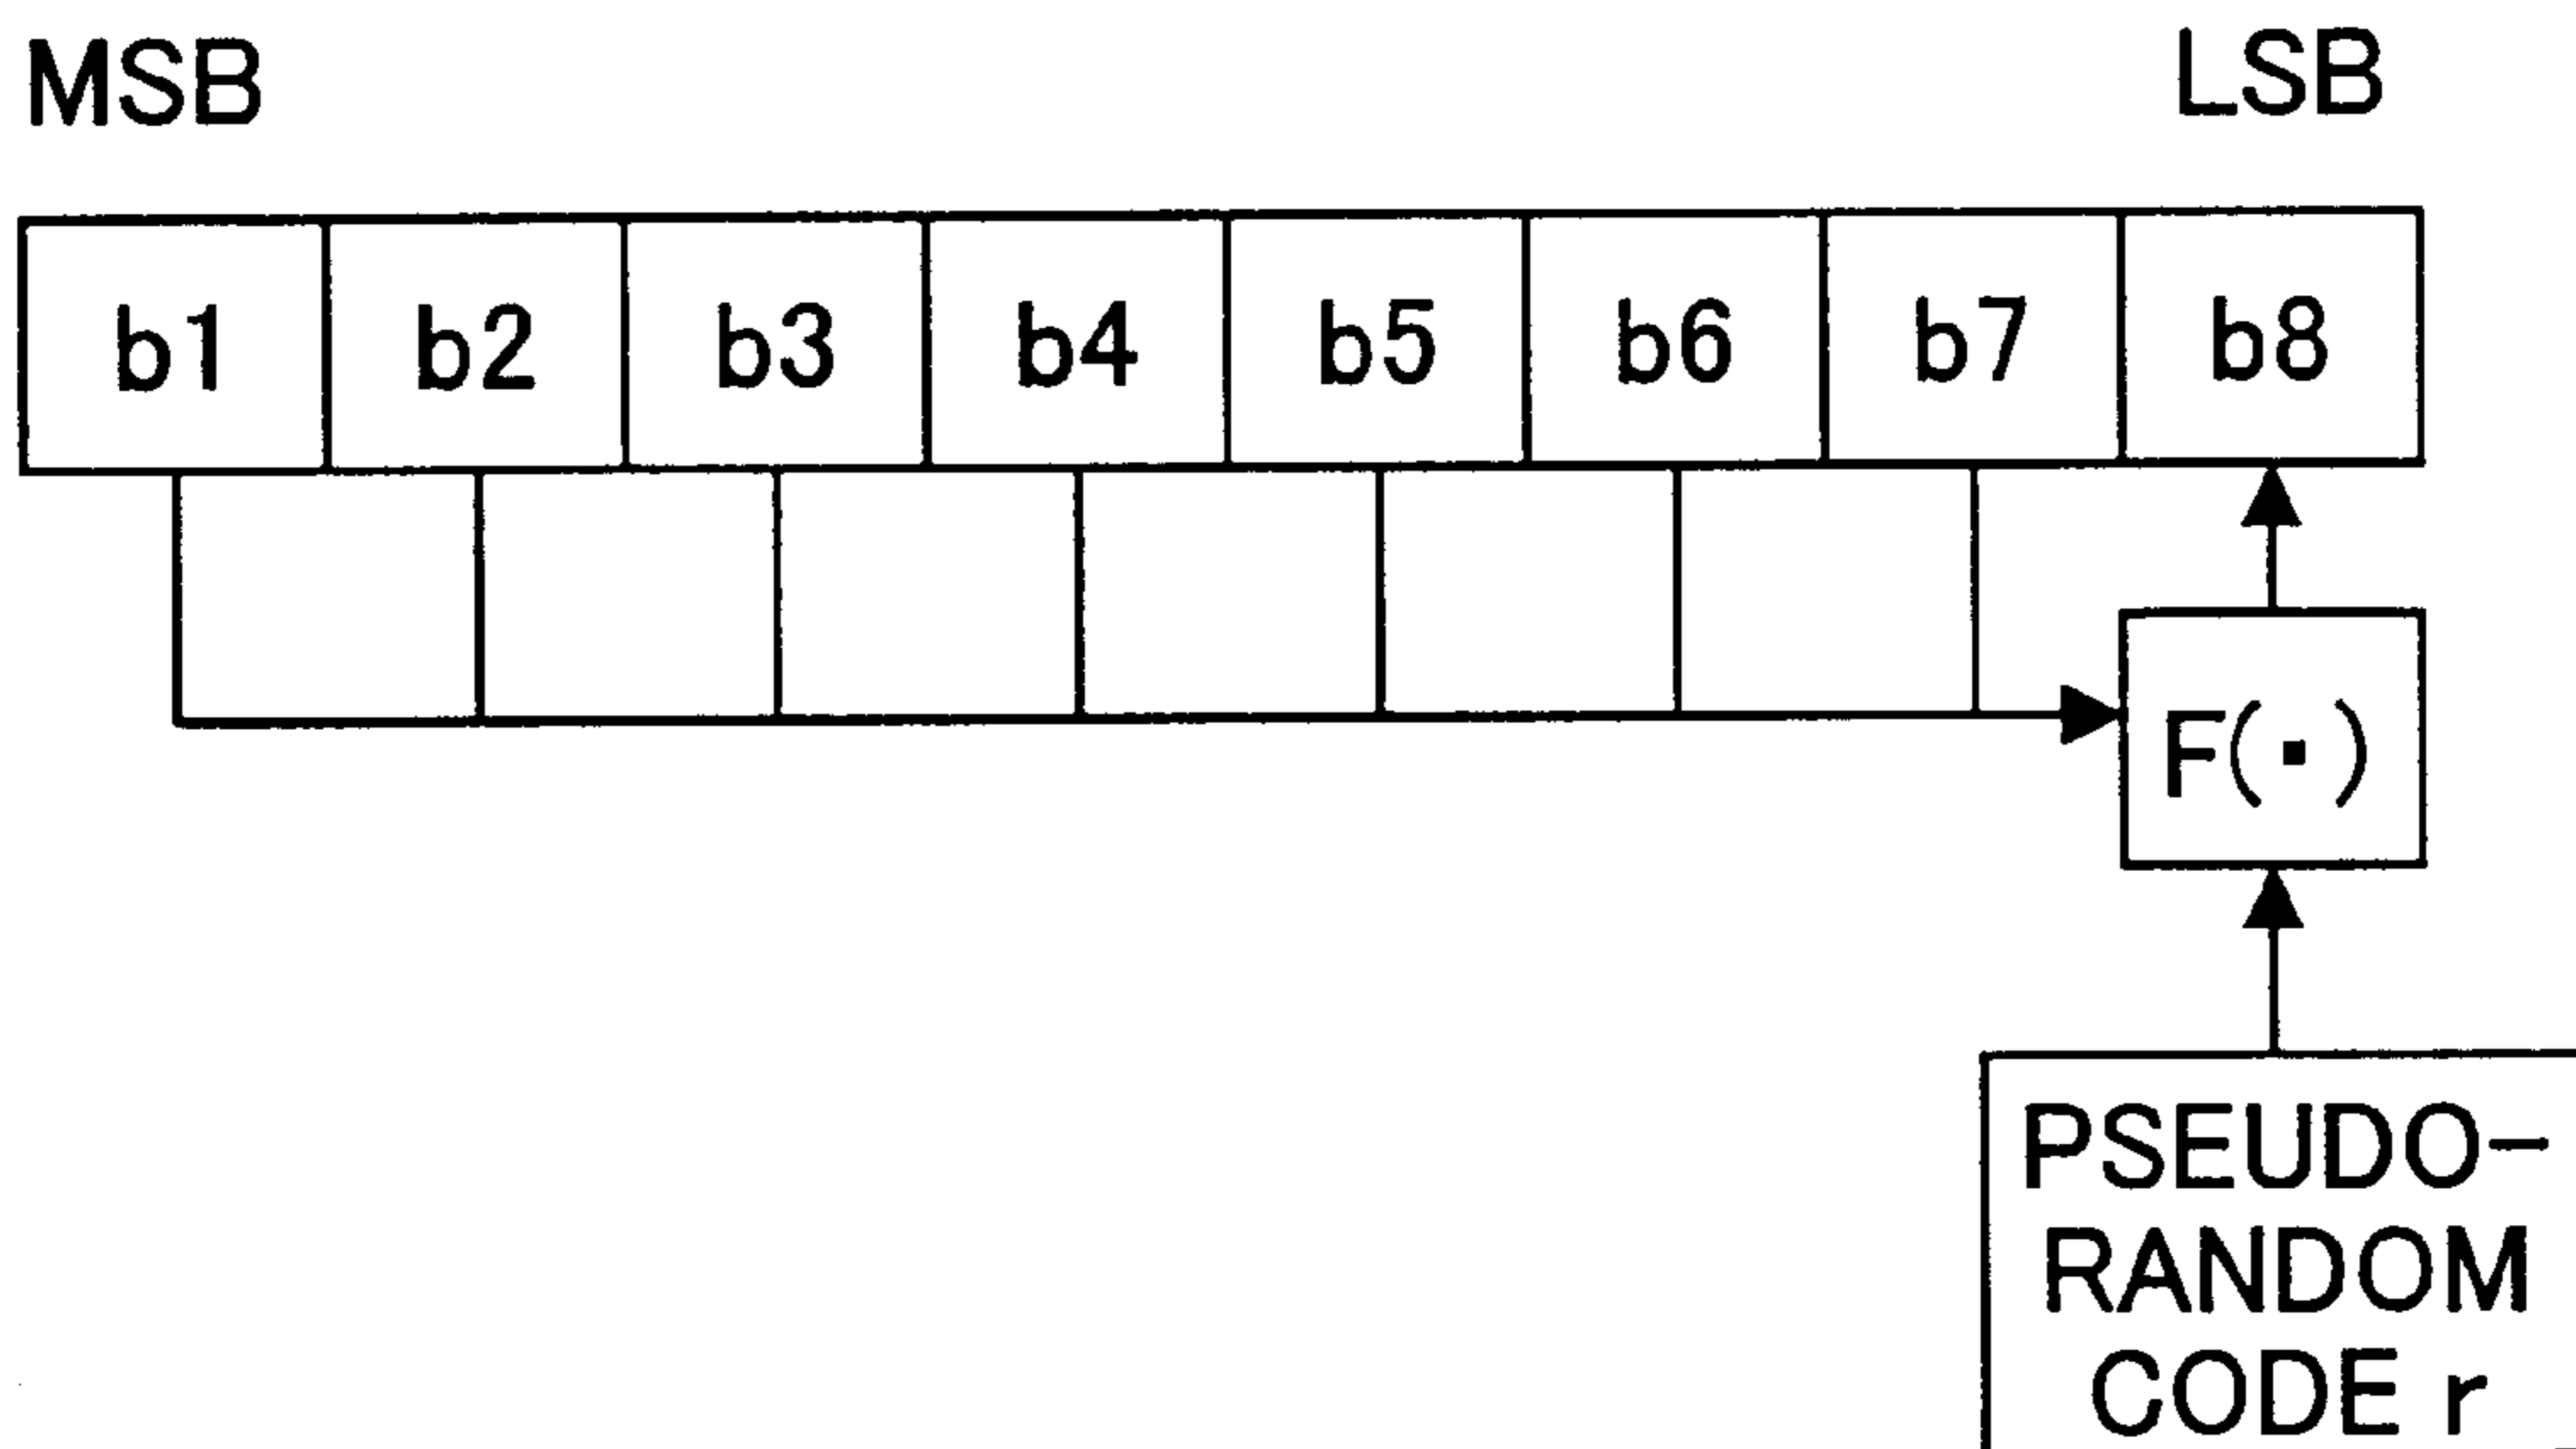 MSB LSB
b1 b2 b3 b4 b5 b6 b7 b8
F(▪)
PSEUDO-
RANDOM
CODE r